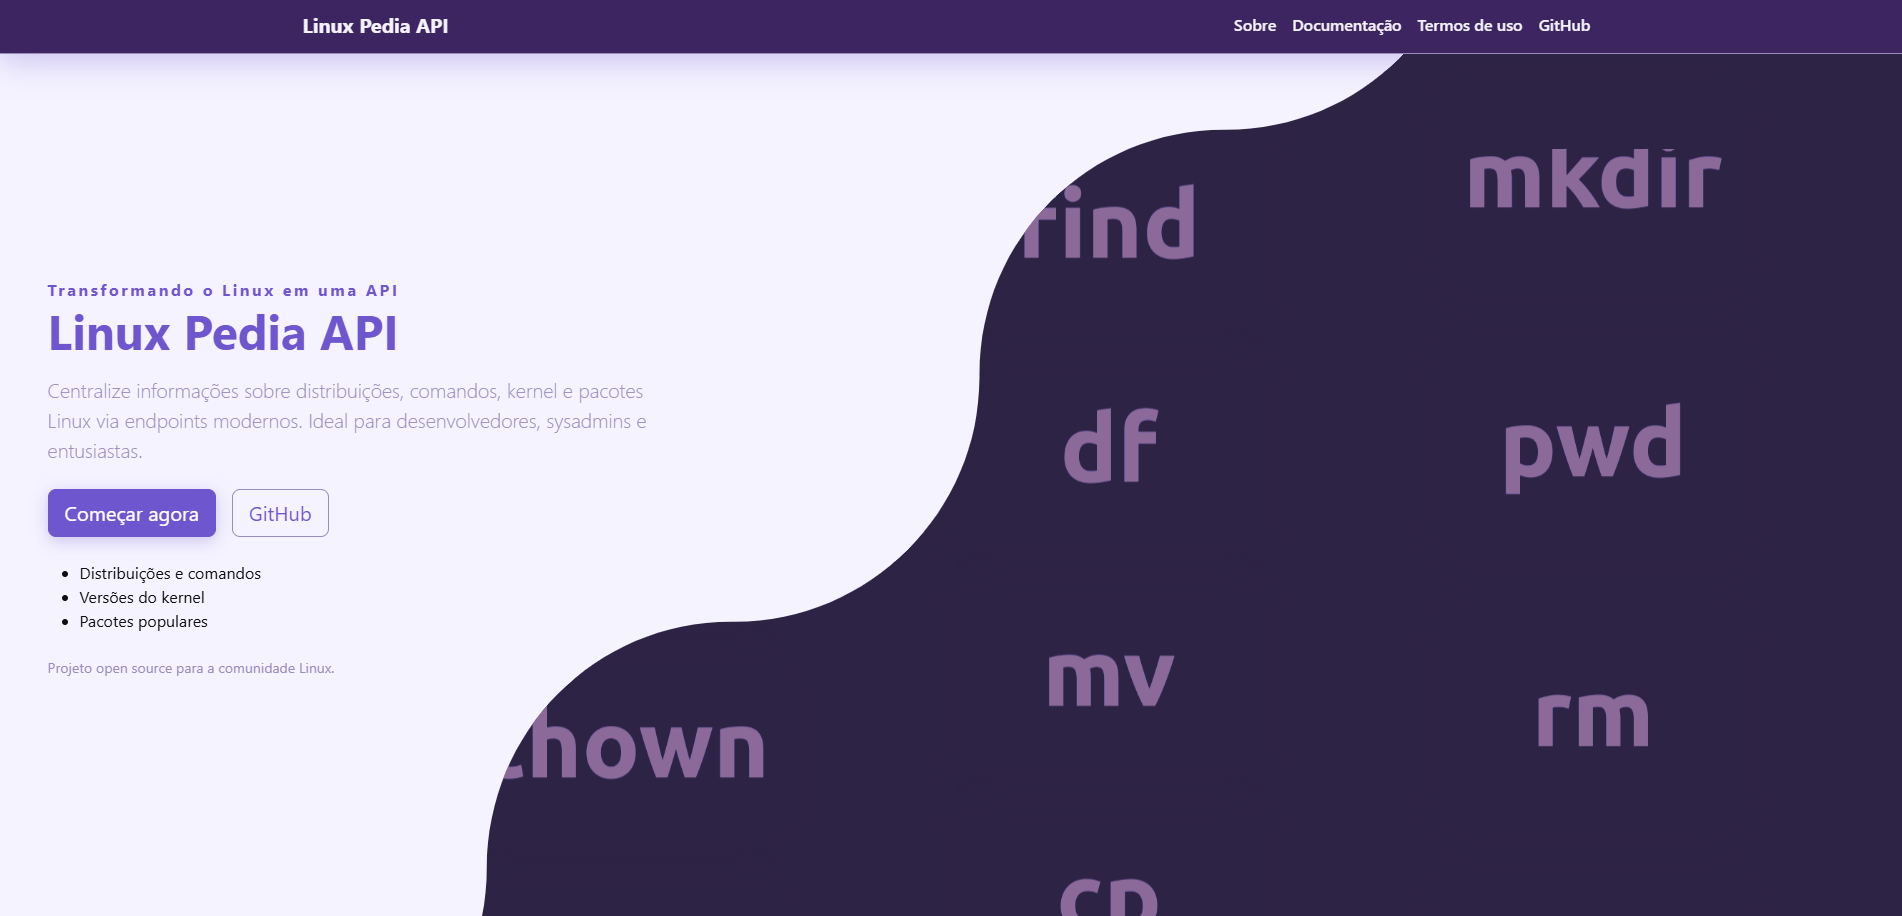 Linux Pedia API
Sobre Documentação Termos de uso GitHub
Transformando o Linux em uma API
Linux Pedia API
Centralize informações sobre distribuições, comandos, kernel e pacotes
Linux via endpoints modernos. Ideal para desenvolvedores, sysadmins e
entusiastas.
Começar agora
GitHub
Distribuições e comandos
Versões do kernel
Pacotes populares
Projeto open source para a comunidade Linux.
mkdir
find
df
pwd
mv
rm
chown
cp